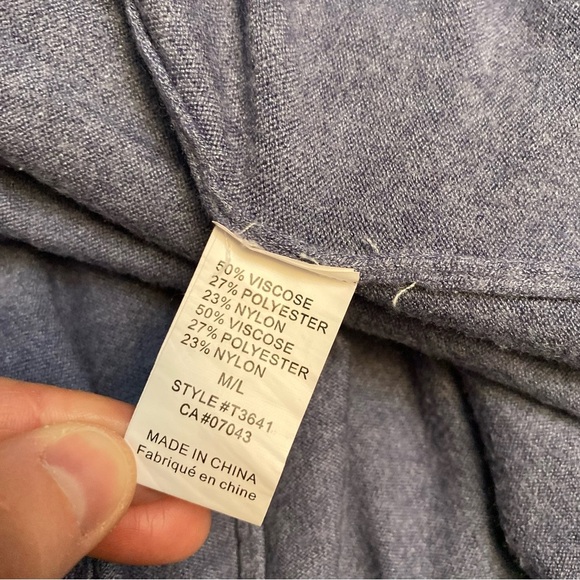 50% VISCOSE
27% POLYESTER
23% NYLON
50% VISCOSE
27% POLYESTER
23% NYLON
M/L
STYLE#T3641
CA#07043
MADE IN CHINA
Fabriqué en chine